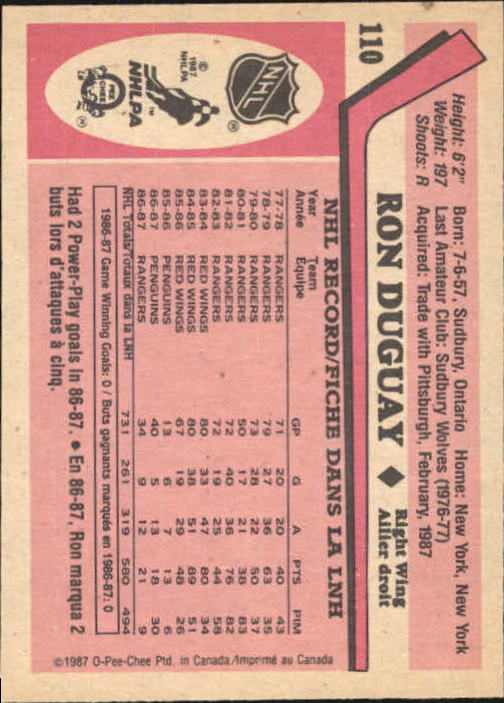 110
Height: 6'2"
Weight: 197
Shoots: R
Born: 7-6-57, Sudbury, Ontario Home: New York, New York
Last Amateur Club: Sudbury Wolves (1976-77)
Acquired: Trade with Pittsburgh, February, 1987
RON DUGUAY ♦ Right Wing
Ailier droit
NHL
© 1987
NHLPA
NHLPA
TM
O PEE CHEE
®
NHL RECORD/FICHE DANS LA LNH
Year Team GP G A PTS PIM
Année Équipe
77-78 RANGERS 71 20 20 40 43
78-79 RANGERS 79 27 36 63 35
79-80 RANGERS 73 28 22 50 37
80-81 RANGERS 50 17 21 38 83
81-82 RANGERS 72 40 36 76 82
82-83 RANGERS 72 19 25 44 58
83-84 RED WINGS 80 33 47 80 34
84-85 RED WINGS 80 38 51 89 51
85-86 RED WINGS 67 19 29 48 26
85-86 PENGUINS 13 6 7 13 6
86-87 PENGUINS 40 5 13 18 30
86-87 RANGERS 34 9 12 21 9
NHL Totals/Totaux dans la LNH 731 261 319 580 494
1986-87 Game Winning Goals: 0 / Buts gagnants marqués en 1986-87: 0
Had 2 Power-Play goals in 86-87. • En 86-87, Ron marqua 2
buts lors d'attaques à cinq.
©1987 O-Pee-Chee Ptd. in Canada/Imprimé au Canada